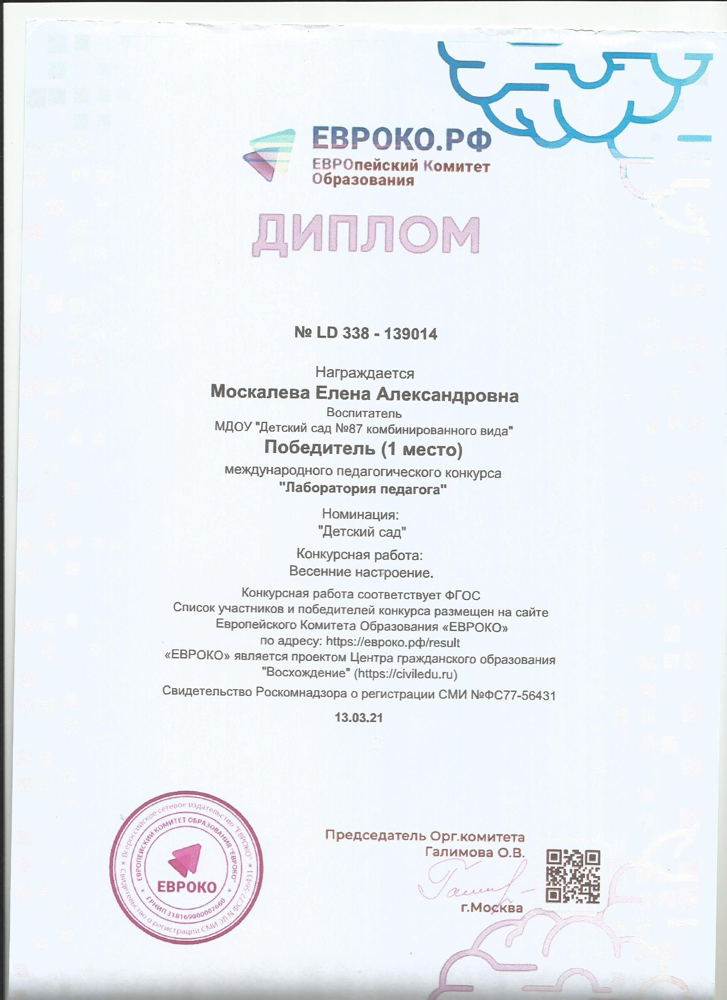 ЕВРОКО.РФ
ЕВРОпейский Комитет
Образования
ДИПЛОМ
№ LD 338 - 139014
Награждается
Москалева Елена Александровна
Воспитатель
МДОУ "Детский сад №87 комбинированного вида"
Победитель (1 место)
международного педагогического конкурса
"Лаборатория педагога"
Номинация:
"Детский сад"
Конкурсная работа:
Весенние настроение.
Конкурсная работа соответствует ФГОС
Список участников и победителей конкурса размещен на сайте
Европейского Комитета Образования «ЕВРОКО»
по адресу: https://евроко.рф/result
«ЕВРОКО» является проектом Центра гражданского образования
"Восхождение" (https://civiledu.ru)
Свидетельство Роскомнадзора о регистрации СМИ №ФС77-56431
13.03.21
Председатель Орг.комитета
Галимова О.В.
г.Москва
* Всероссийское сетевое издательство "ЕВРОКО" *
Свидетельство о регистрации СМИ ЭЛ N ФС77-56431
ЕВРОПЕЙСКИЙ КОМИТЕТ ОБРАЗОВАНИЯ "ЕВРОКО"
* ГРНИП 318169000007660 *
ЕВРОКО